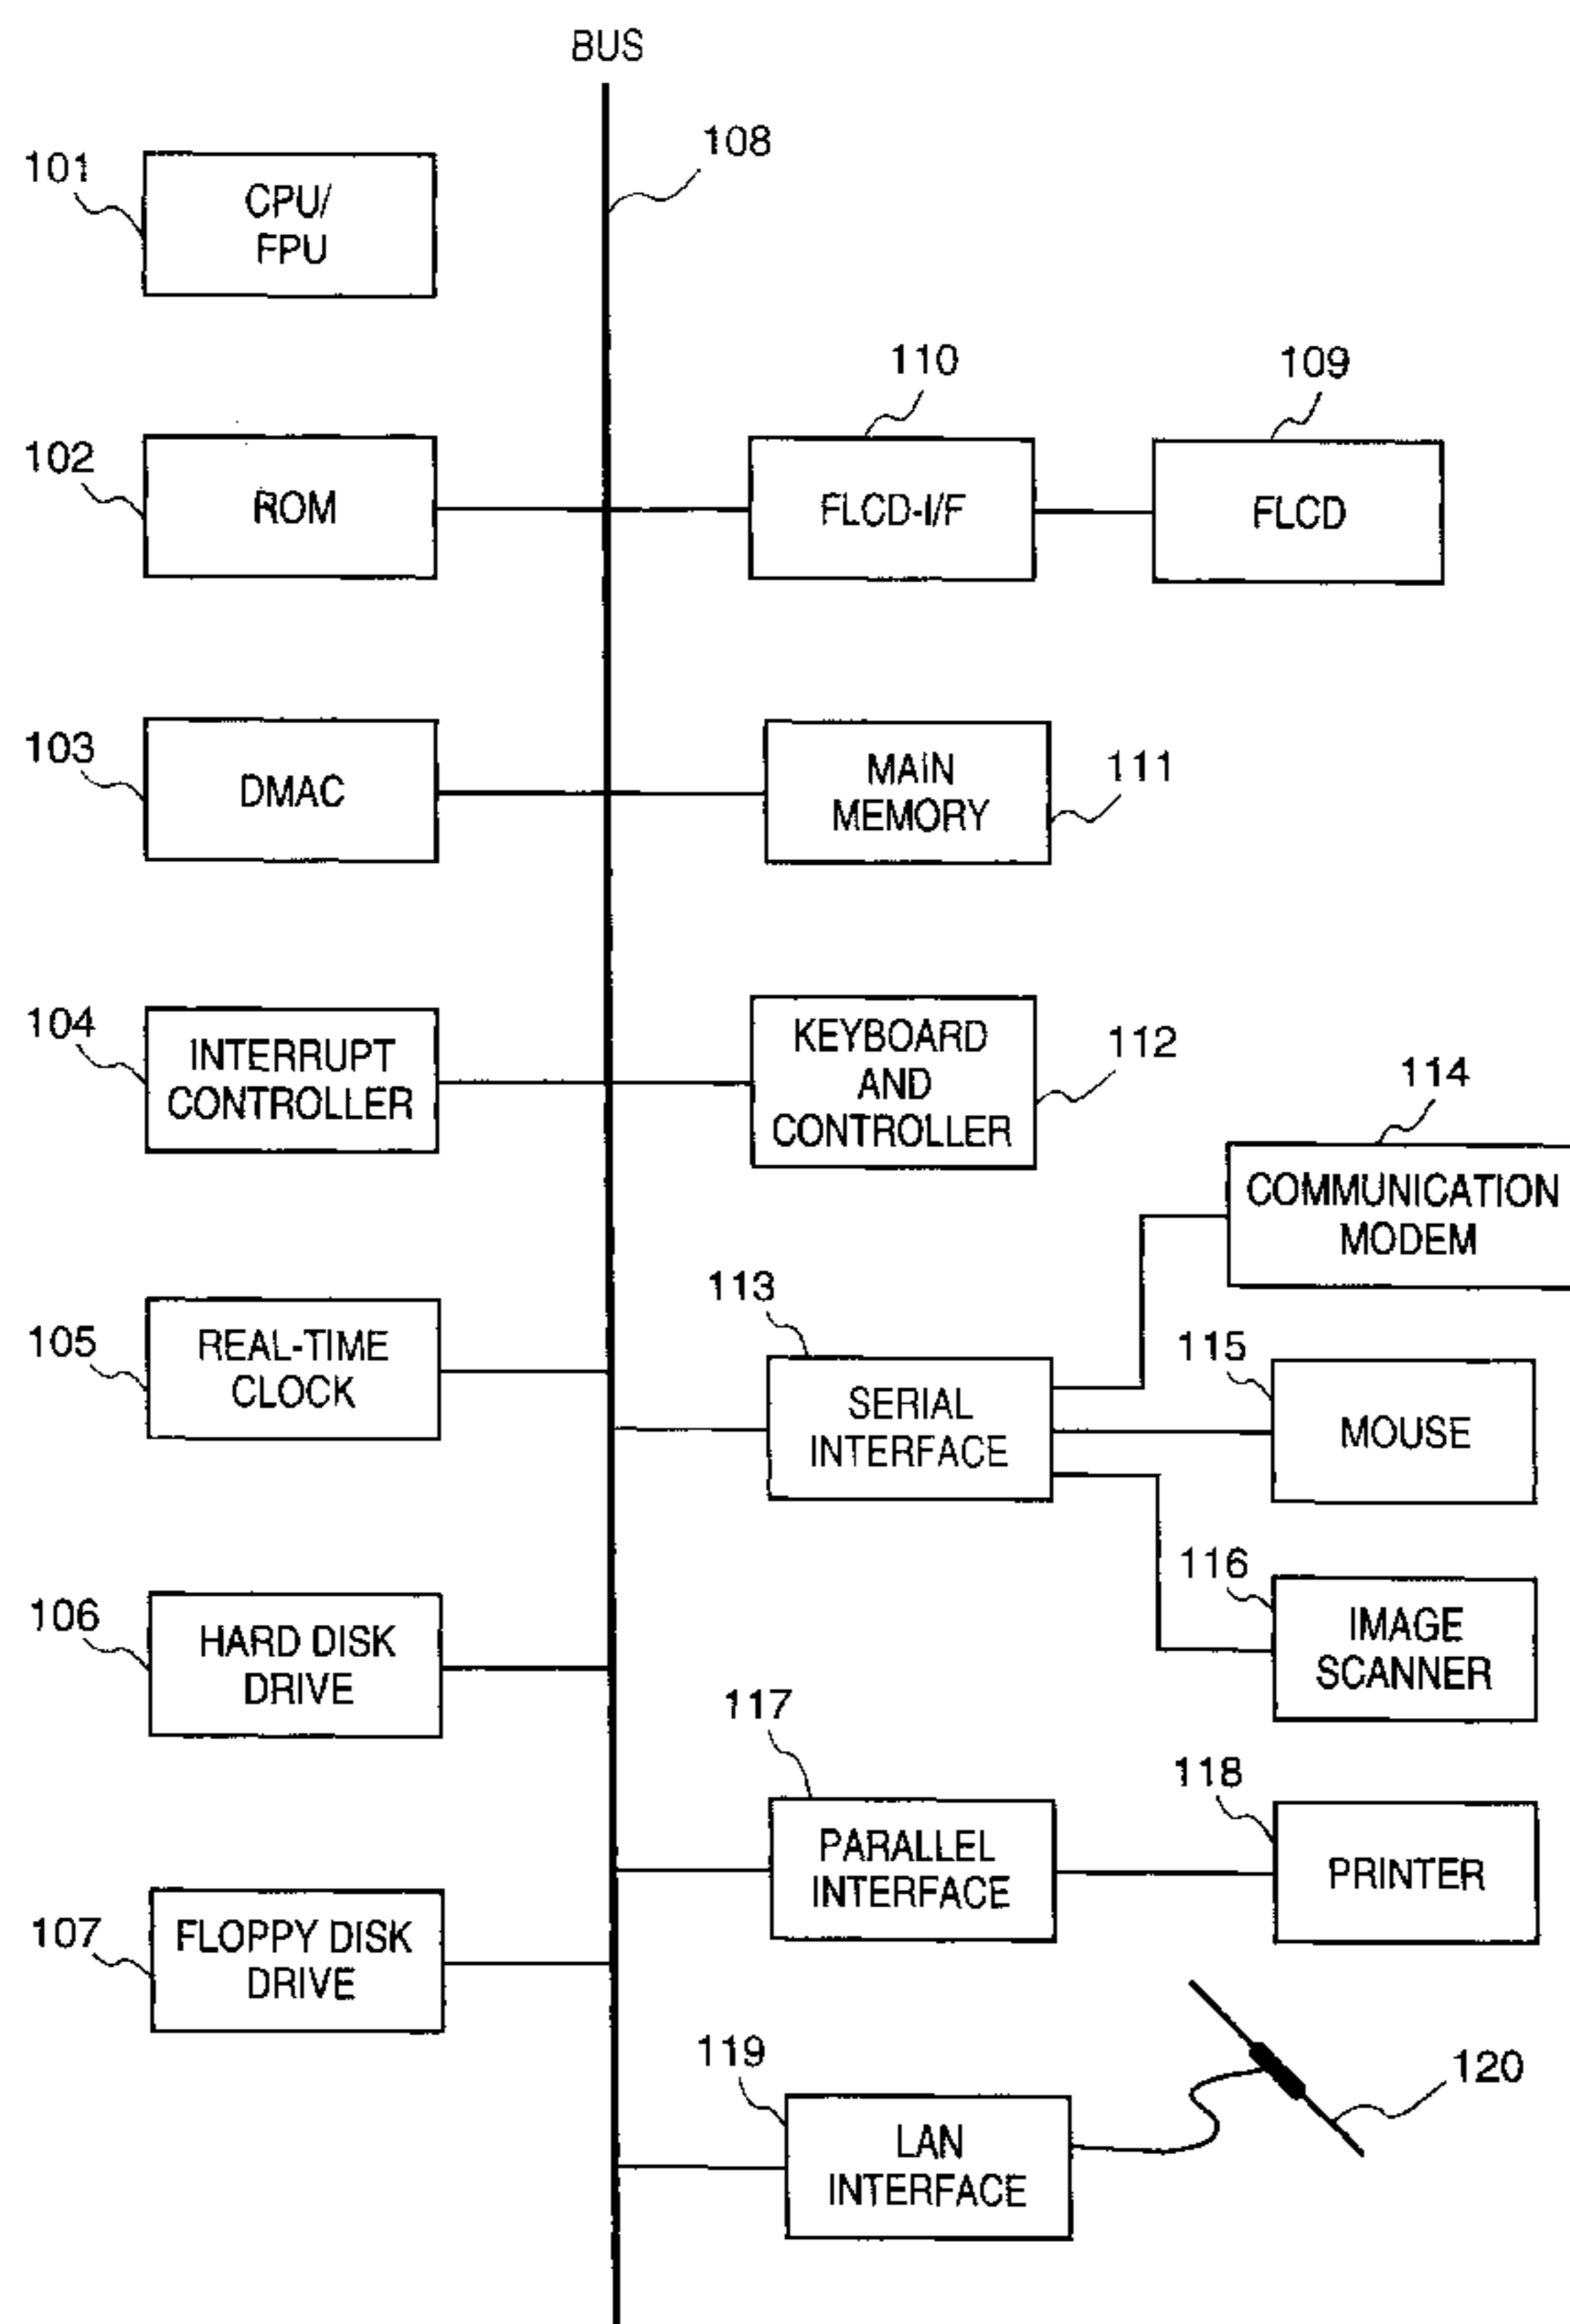 BUS
108
101
CPU/
FPU
110
109
102
ROM
FLCD-I/F
FLCD
103
DMAC
MAIN
MEMORY
111
104
INTERRUPT
CONTROLLER
KEYBOARD
AND
CONTROLLER
112
114
COMMUNICATION
MODEM
105
REAL-TIME
CLOCK
113
SERIAL
INTERFACE
115
MOUSE
116
IMAGE
SCANNER
106
HARD DISK
DRIVE
117
PARALLEL
INTERFACE
118
PRINTER
107
FLOPPY DISK
DRIVE
119
LAN
INTERFACE
120